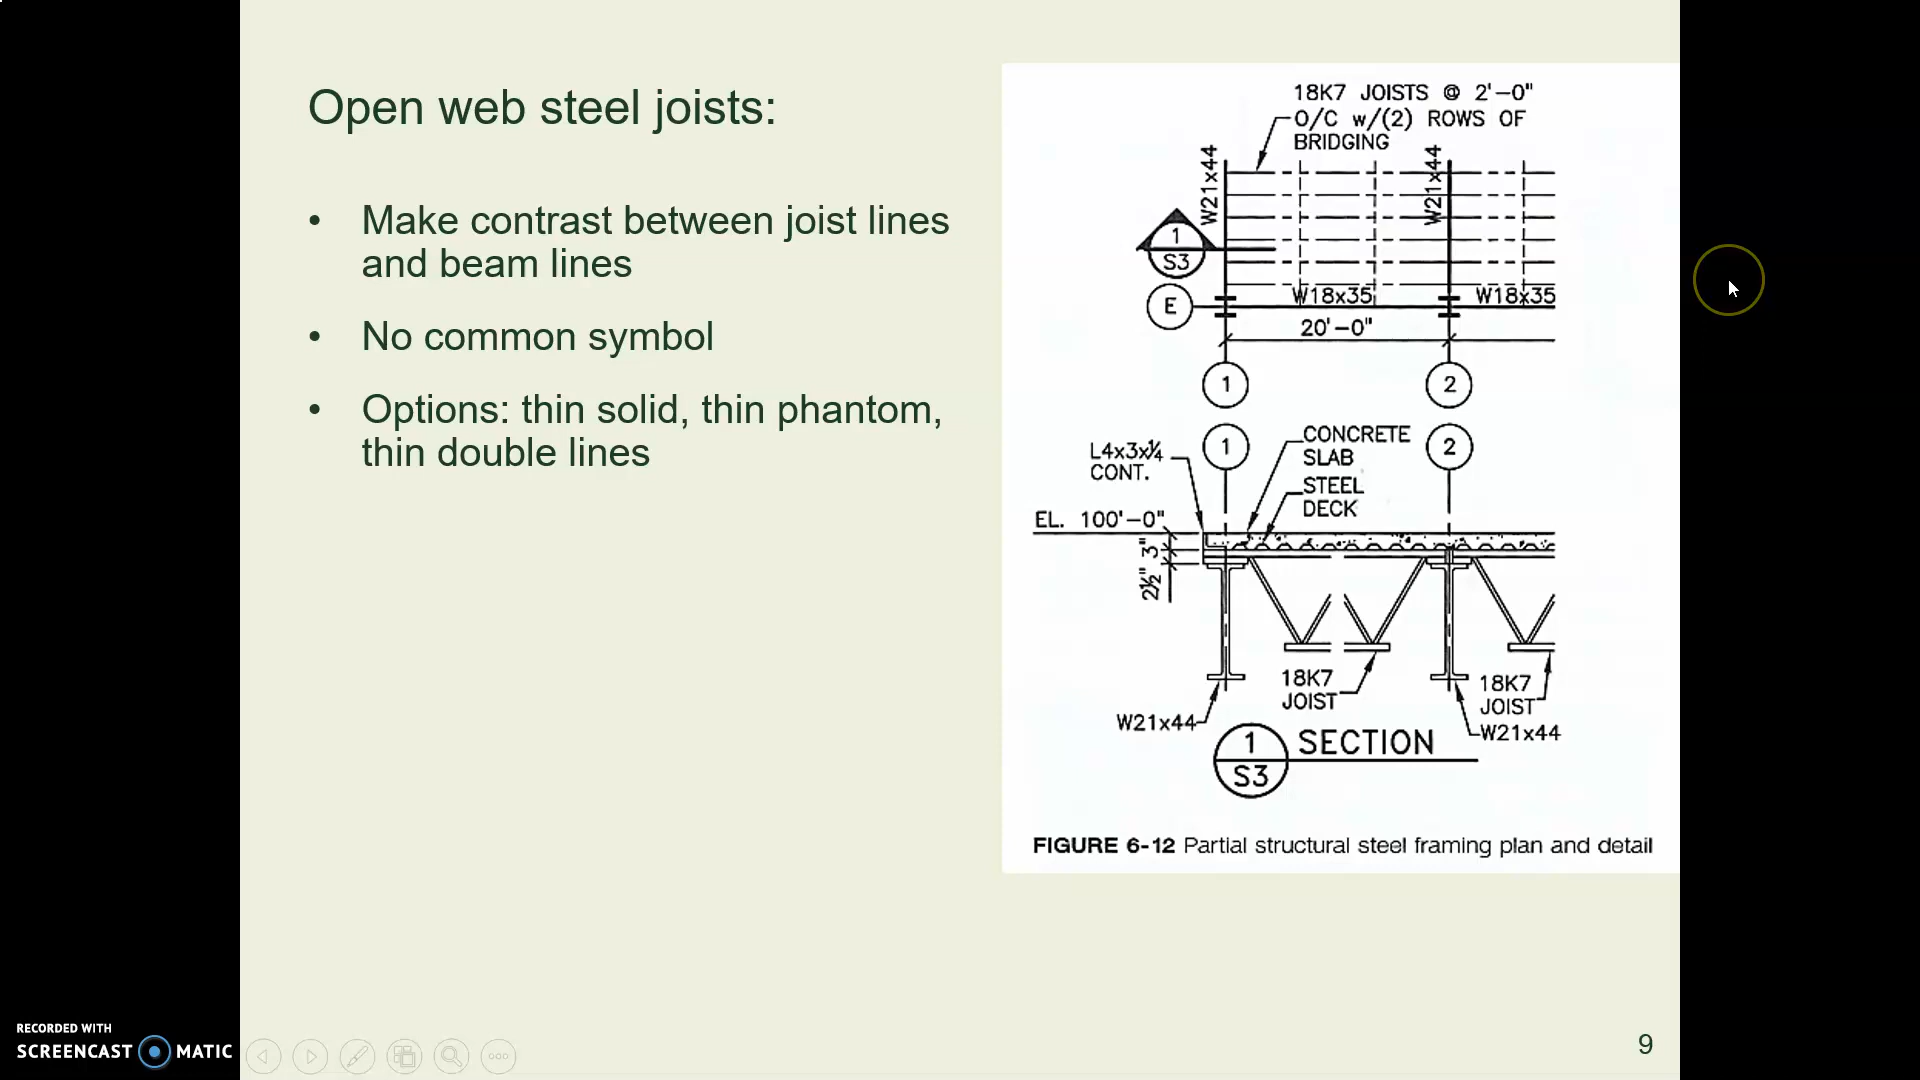 Open web steel joists:
• Make contrast between joist lines
and beam lines
• No common symbol
• Options: thin solid, thin phantom,
thin double lines
18K7 JOISTS @ 2'-0"
O/C w/(2) ROWS OF
BRIDGING
W21x44
W21x44
1
S3
E
W18x35
W18x35
20'-0"
1
2
1
2
L4x3x¼
CONT.
CONCRETE
SLAB
STEEL
DECK
EL. 100'-0"
3"
2½"
18K7
JOIST
18K7
JOIST
W21x44
W21x44
1
S3
SECTION
FIGURE 6-12 Partial structural steel framing plan and detail
RECORDED WITH
SCREENCAST MATIC
9